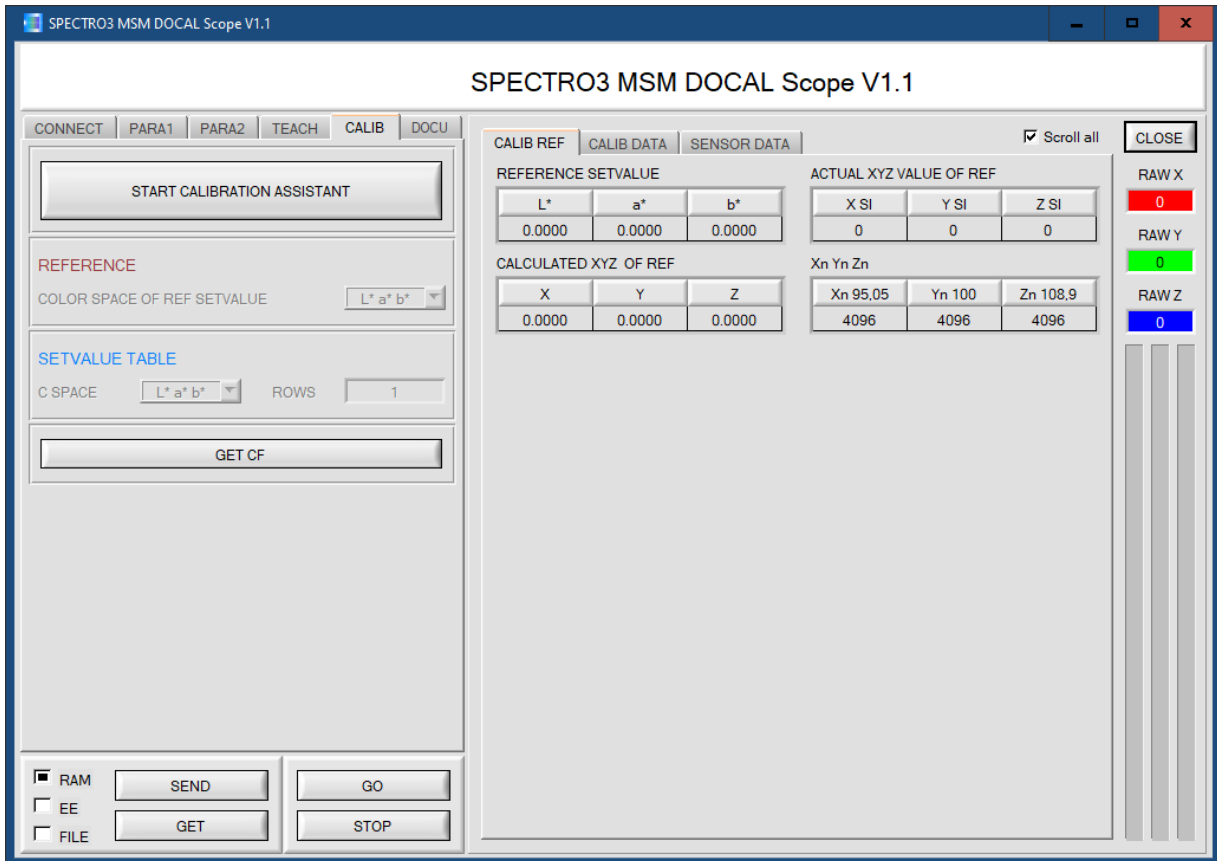 SPECTRO3 MSM DOCAL Scope V1.1
SPECTRO3 MSM DOCAL Scope V1.1
CONNECT PARA1 PARA2 TEACH CALIB DOCU
START CALIBRATION ASSISTANT
REFERENCE
COLOR SPACE OF REF SETVALUE L* a* b*
SETVALUE TABLE
C SPACE L* a* b* ROWS 1
GET CF
RAM SEND GO
EE
GET STOP
FILE
CALIB REF CALIB DATA SENSOR DATA Scroll all
REFERENCE SETVALUE ACTUAL XYZ VALUE OF REF
L* a* b* X SI Y SI Z SI
0.0000 0.0000 0.0000 0 0 0
CALCULATED XYZ OF REF Xn Yn Zn
X Y Z Xn 95,05 Yn 100 Zn 108,9
0.0000 0.0000 0.0000 4096 4096 4096
CLOSE
RAW X
0
RAW Y
0
RAW Z
0